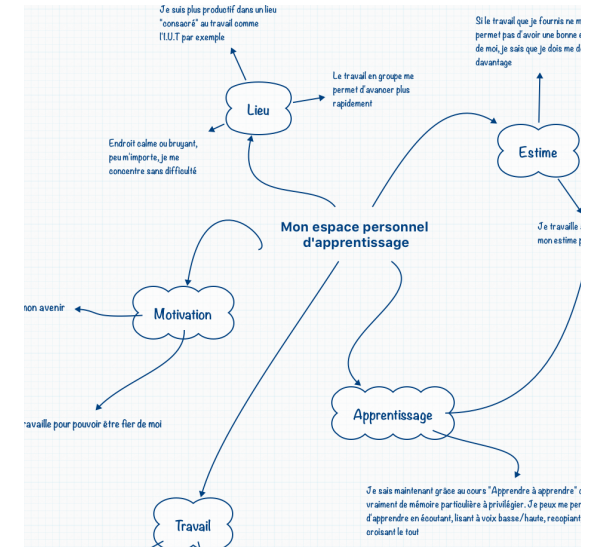 Je suis plus productif dans un lieu
"consacré" au travail comme
l'I.U.T par exemple
Si le travail que je fournis ne
permet pas d'avoir une bonne
de moi, je sais que je dois me
davantage
Lieu
Le travail en groupe me
permet d'avancer plus
rapidement
Endroit calme ou bruyant,
peu m'importe, je me
concentre sans difficulté
Estime
Mon espace personnel
d'apprentissage
Je travaille
mon estime
avenir
Motivation
pour pouvoir être fier de moi
Apprentissage
Je sais maintenant grâce au cours "Apprendre à apprendre"
vraiment de mémoire particulière à privilégier. Je peux me
d'apprendre en écoutant, lisant à voix basse/haute, recopiant
croisant le tout
Travail